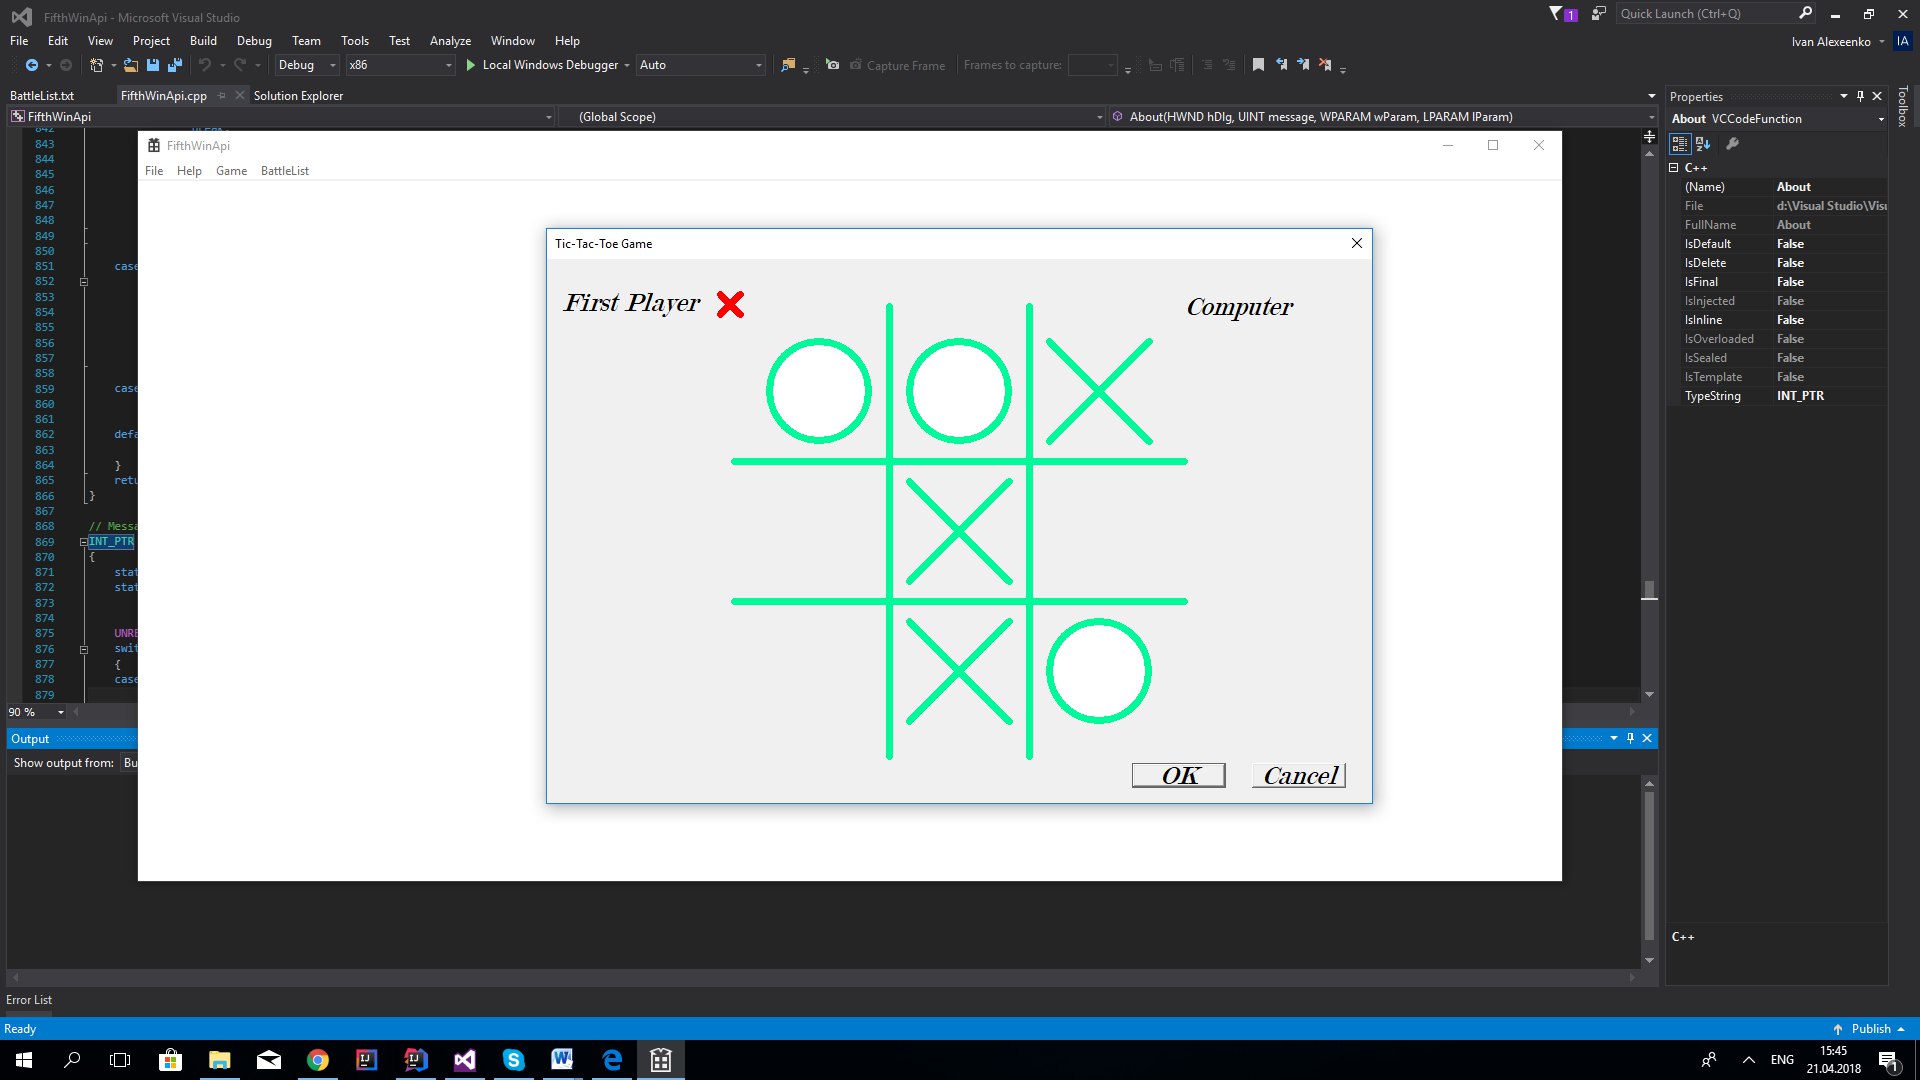 FifthWinApi - Microsoft Visual Studio
1
Quick Launch (Ctrl+Q)
File Edit View Project Build Debug Team Tools Test Analyze Window Help
Ivan Alexeenko IA
Debug x86 Local Windows Debugger Auto Capture Frame Frames to capture:
BattleList.txt FifthWinApi.cpp Solution Explorer
Properties
Toolbox
FifthWinApi (Global Scope) About(HWND hDlg, UINT message, WPARAM wParam, LPARAM lParam)
About VCCodeFunction
842
843
844
845
846
847
848
849
850
851 case
852
853
854
855
856
857
858
859 case
860
861
862 defa
863
864 }
865 retu
866 }
867
868 // Messa
869 INT_PTR
870 {
871 stat
872 stat
873
874
875 UNRE
876 swit
877 {
878 case
879
90 %
FifthWinApi
File Help Game BattleList
Tic-Tac-Toe Game
First Player
Computer
OK Cancel
C++
(Name) About
File d:\Visual Studio\Visu
FullName About
IsDefault False
IsDelete False
IsFinal False
IsInjected False
IsInline False
IsOverloaded False
IsSealed False
IsTemplate False
TypeString INT_PTR
C++
Output
Show output from: Bu
Error List
Ready
Publish
ENG
15:45
21.04.2018
1